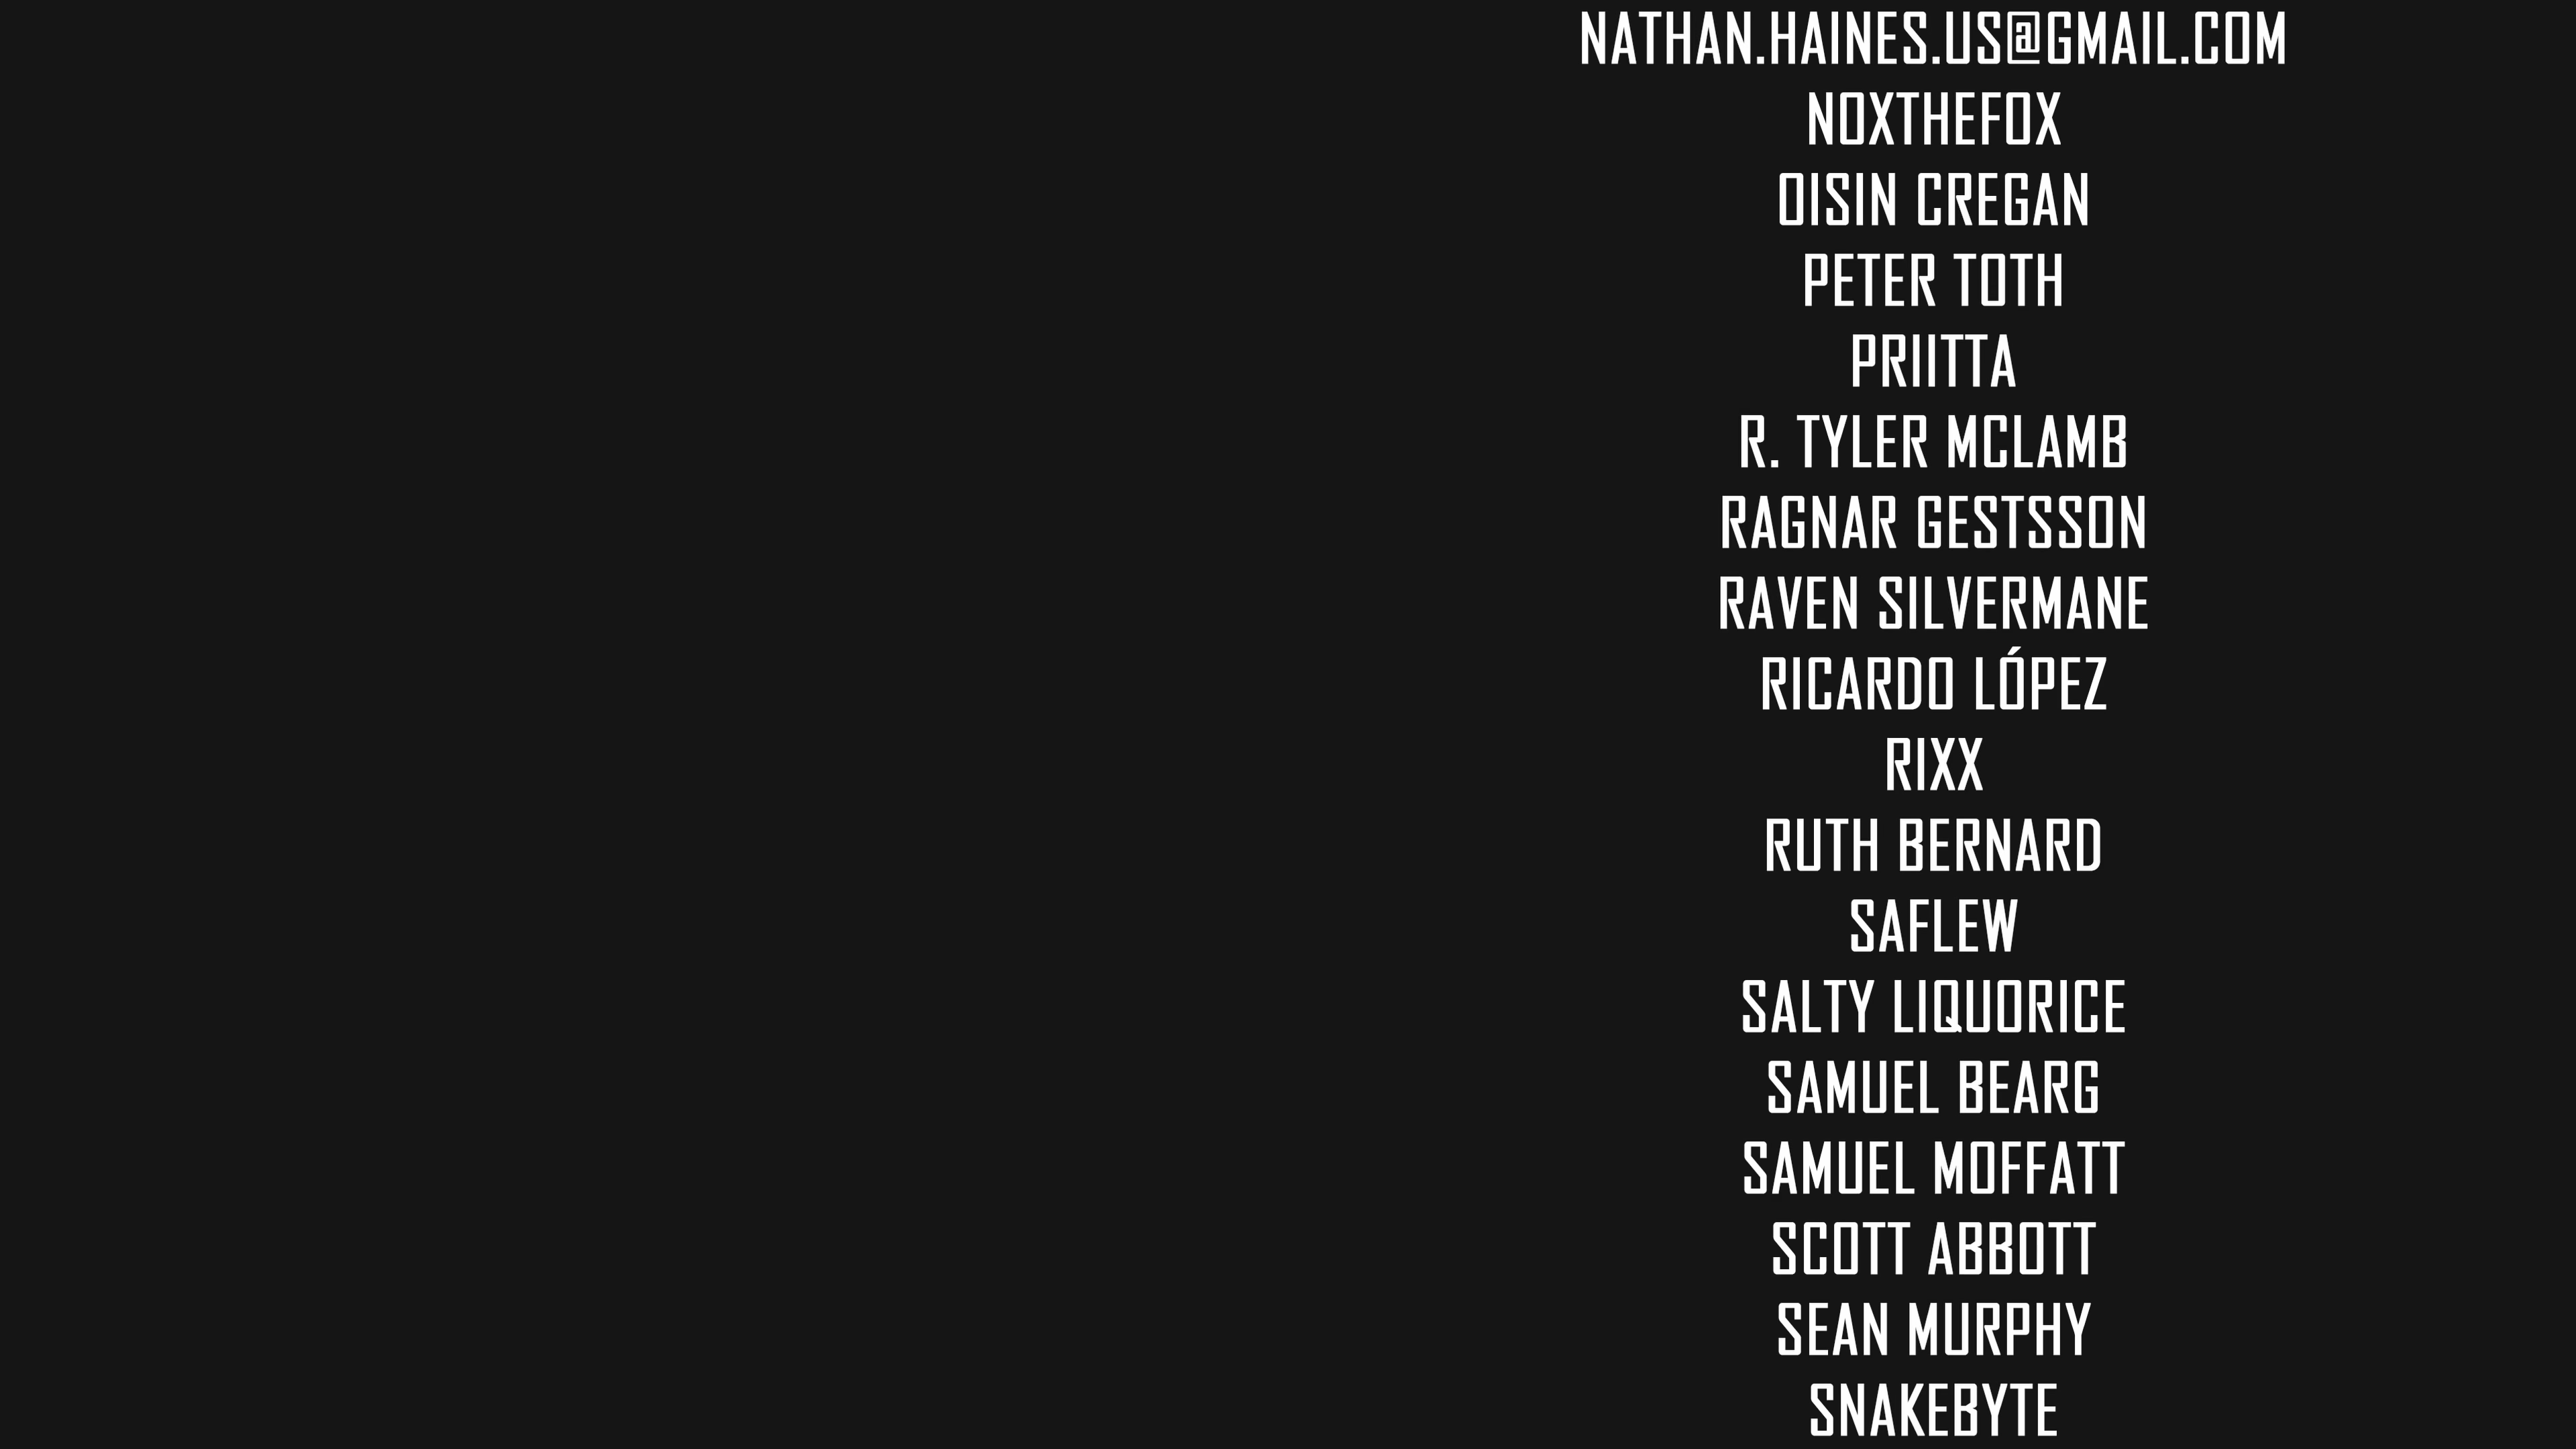 NATHAN.HAINES.US@GMAIL.COM
NOXTHEFOX
OISIN CREGAN
PETER TOTH
PRIITTA
R. TYLER MCLAMB
RAGNAR GESTSSON
RAVEN SILVERMANE
RICARDO LÓPEZ
RIXX
RUTH BERNARD
SAFLEW
SALTY LIQUORICE
SAMUEL BEARG
SAMUEL MOFFATT
SCOTT ABBOTT
SEAN MURPHY
SNAKEBYTE